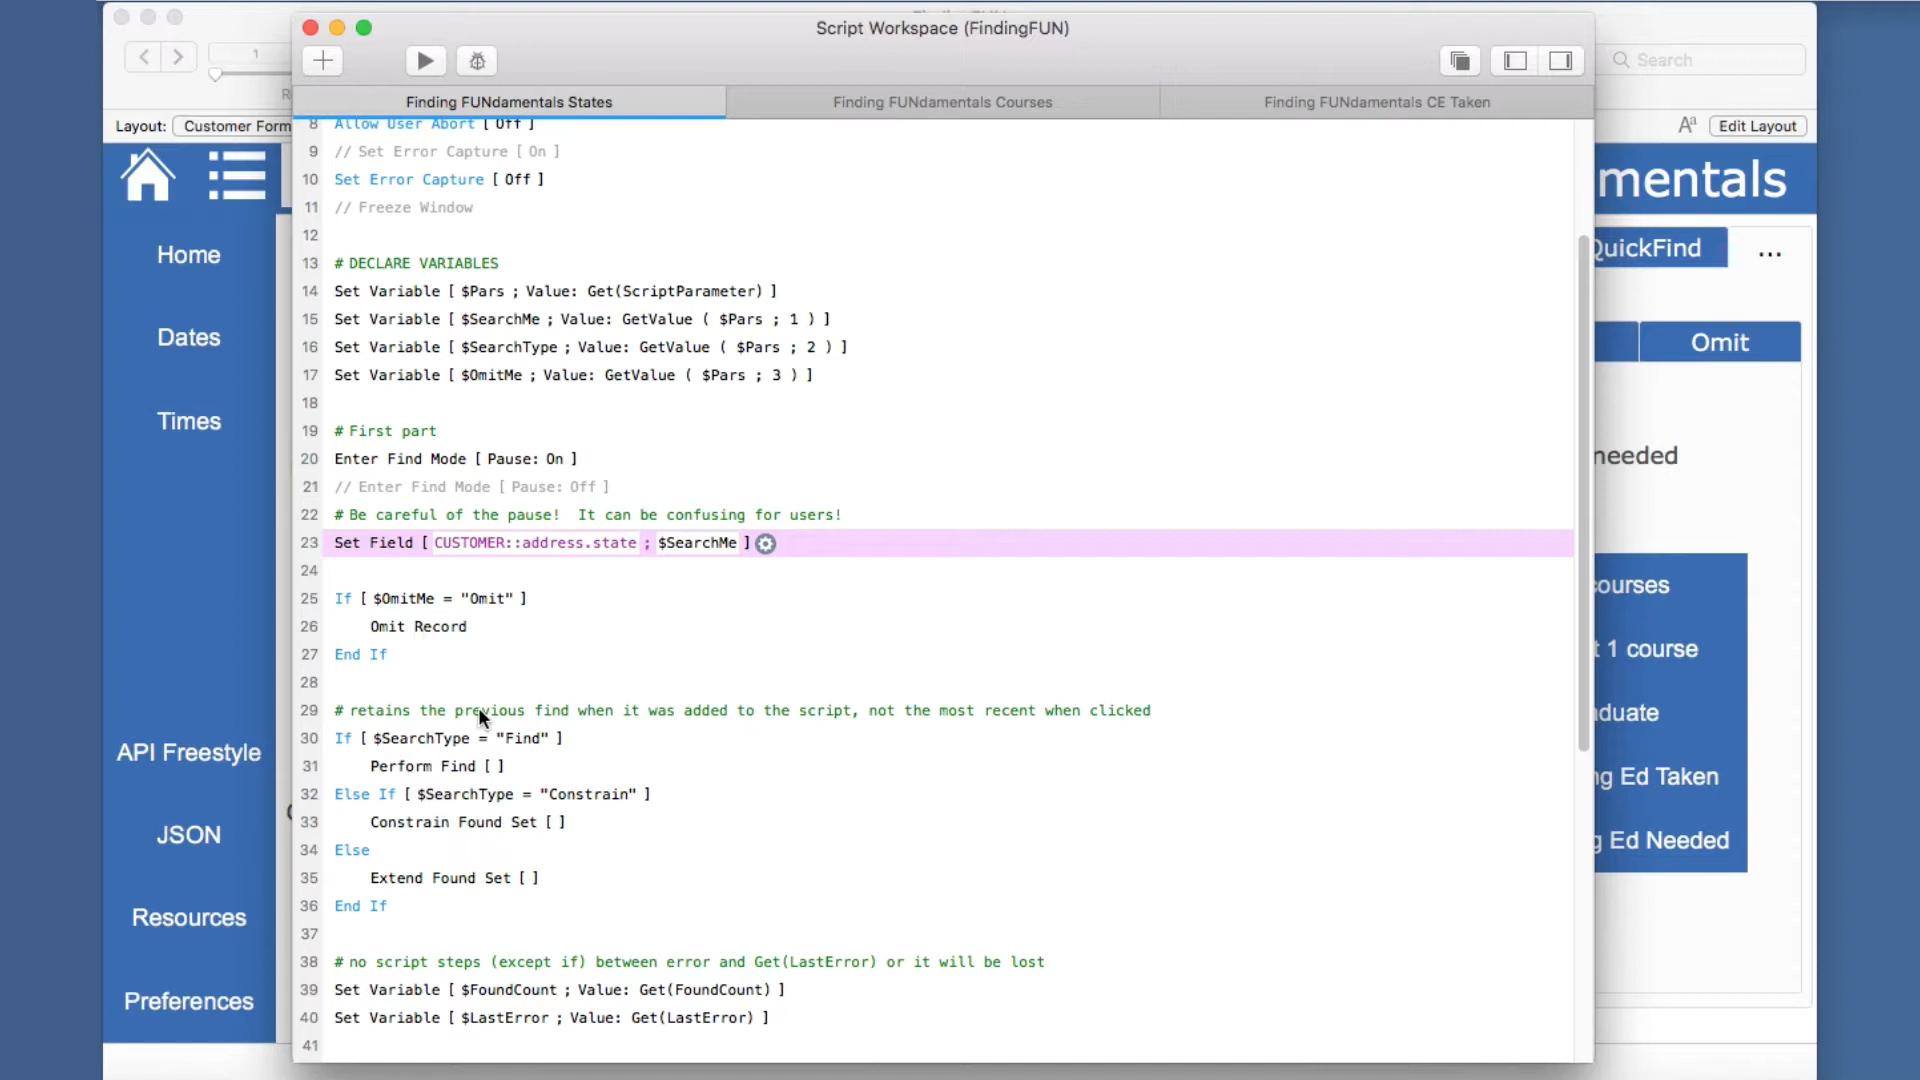 Script Workspace (FindingFUN)
1
Search
Finding FUNdamentals States
Finding FUNdamentals Courses
Finding FUNdamentals CE Taken
Layout: Customer Form
Aa
Edit Layout
mentals
Home
Dates
Times
API Freestyle
JSON
Resources
Preferences
8 Allow User Abort [ Off ]
9 // Set Error Capture [ On ]
10 Set Error Capture [ Off ]
11 // Freeze Window
12
13 # DECLARE VARIABLES
14 Set Variable [ $Pars ; Value: Get(ScriptParameter) ]
15 Set Variable [ $SearchMe ; Value: GetValue ( $Pars ; 1 ) ]
16 Set Variable [ $SearchType ; Value: GetValue ( $Pars ; 2 ) ]
17 Set Variable [ $OmitMe ; Value: GetValue ( $Pars ; 3 ) ]
18
19 # First part
20 Enter Find Mode [ Pause: On ]
21 // Enter Find Mode [ Pause: Off ]
22 # Be careful of the pause!  It can be confusing for users!
23 Set Field [ CUSTOMER::address.state ; $SearchMe ]
24
25 If [ $OmitMe = "Omit" ]
26 Omit Record
27 End If
28
29 # retains the previous find when it was added to the script, not the most recent when clicked
30 If [ $SearchType = "Find" ]
31 Perform Find [ ]
32 Else If [ $SearchType = "Constrain" ]
33 Constrain Found Set [ ]
34 Else
35 Extend Found Set [ ]
36 End If
37
38 # no script steps (except if) between error and Get(LastError) or it will be lost
39 Set Variable [ $FoundCount ; Value: Get(FoundCount) ]
40 Set Variable [ $LastError ; Value: Get(LastError) ]
41
QuickFind
...
Omit
needed
courses
t 1 course
duate
ng Ed Taken
g Ed Needed